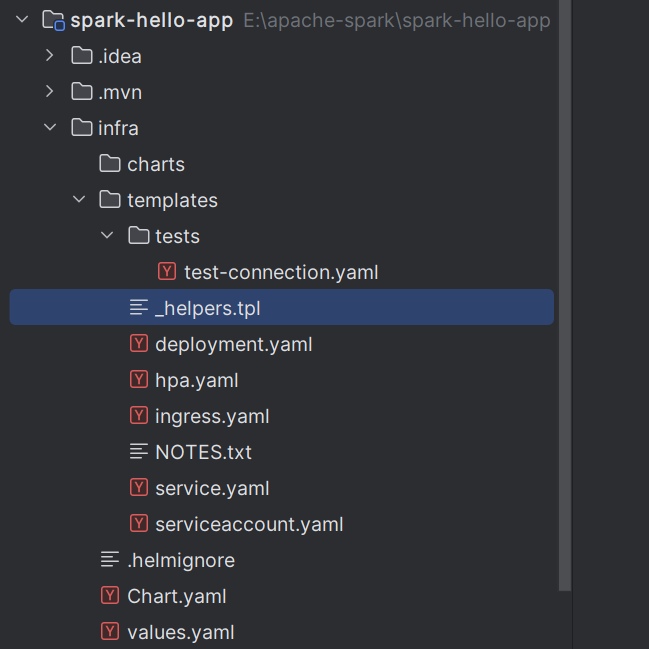 spark-hello-app E:\apache-spark\spark-hello-app
.idea
.mvn
infra
charts
templates
tests
Y test-connection.yaml
_helpers.tpl
Y deployment.yaml
Y hpa.yaml
Y ingress.yaml
NOTES.txt
Y service.yaml
Y serviceaccount.yaml
.helmignore
Y Chart.yaml
Y values.yaml